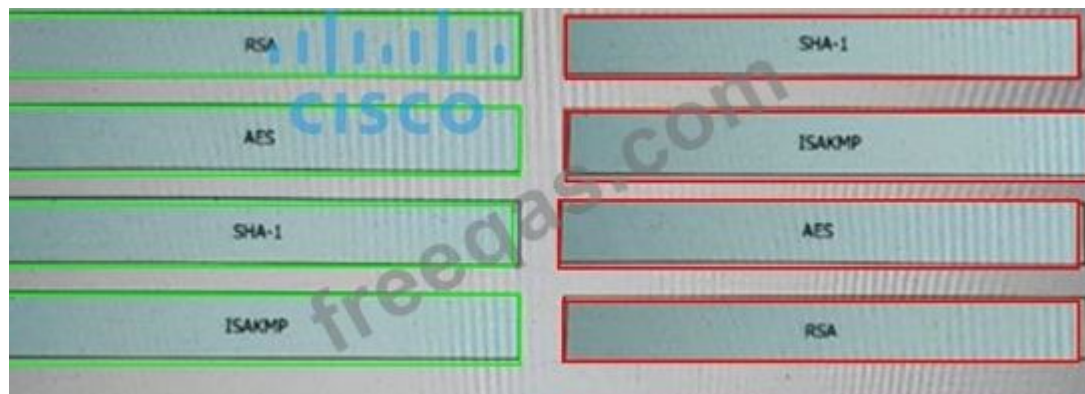 RSA
SHA-1
CISCO
AES
ISAKMP
SHA-1
AES
ISAKMP
RSA
freeqas.com